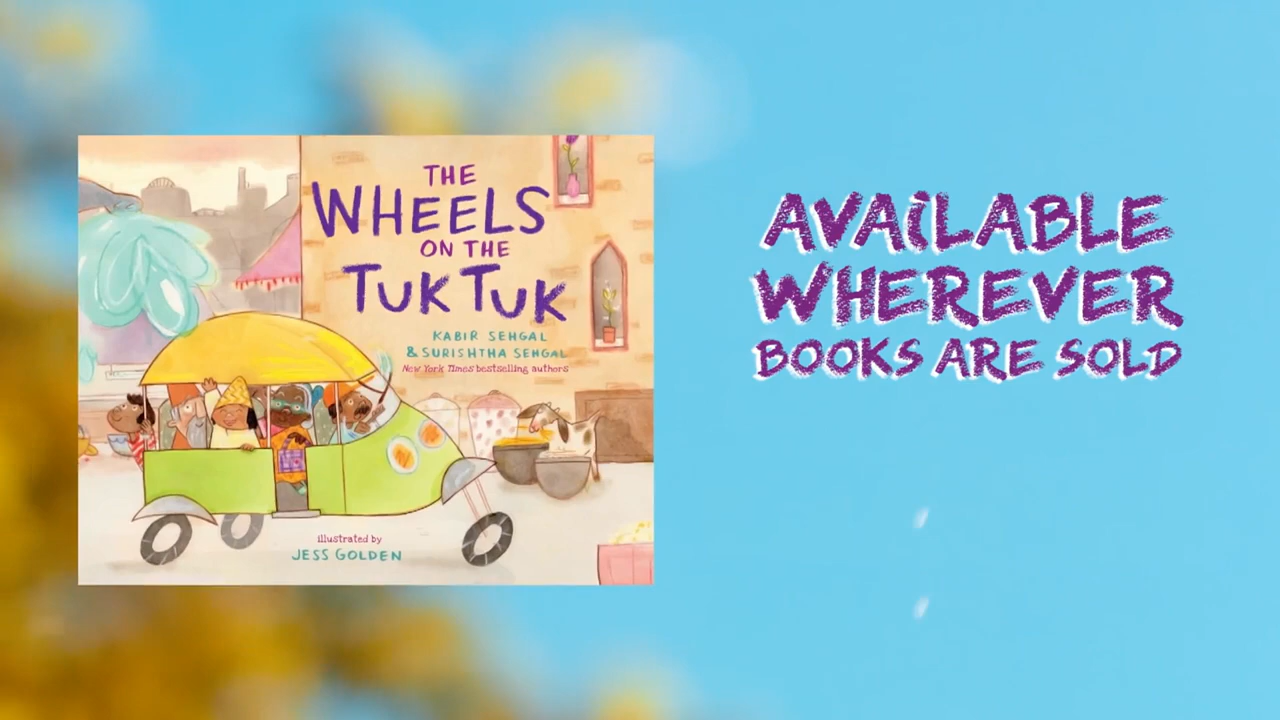 THE
WHEELS
ON THE
TUK TUK
KABIR SEHGAL
& SURISHTHA SEHGAL
New York Times bestselling authors
illustrated by
JESS GOLDEN
AVAiLABLE
WHEREVER
BOOKS ARE SOLD